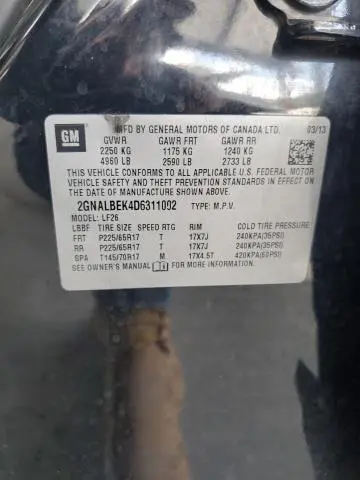 GM
MFD BY GENERAL MOTORS OF CANADA LTD. 03/13
GVWR GAWR FRT GAWR RR
2250 KG 1175 KG 1240 KG
4960 LB 2590 LB 2733 LB
THIS VEHICLE CONFORMS TO ALL APPLICABLE U.S. FEDERAL MOTOR
VEHICLE SAFETY AND THEFT PREVENTION STANDARDS IN EFFECT ON
THE DATE OF MANUFACTURE SHOWN ABOVE.
2GNALBEK4D6311092 TYPE: M.P.V.
MODEL: LF26
LBBF TIRE SIZE SPEED RTG RIM COLD TIRE PRESSURE
FRT P225/65R17 T 17X7J 240KPA(35PSI)
RR P225/65R17 T 17X7J 240KPA(35PSI)
SPA T145/70R17 M 17X4.5T 420KPA(60PSI)
SEE OWNER'S MANUAL FOR MORE INFORMATION.